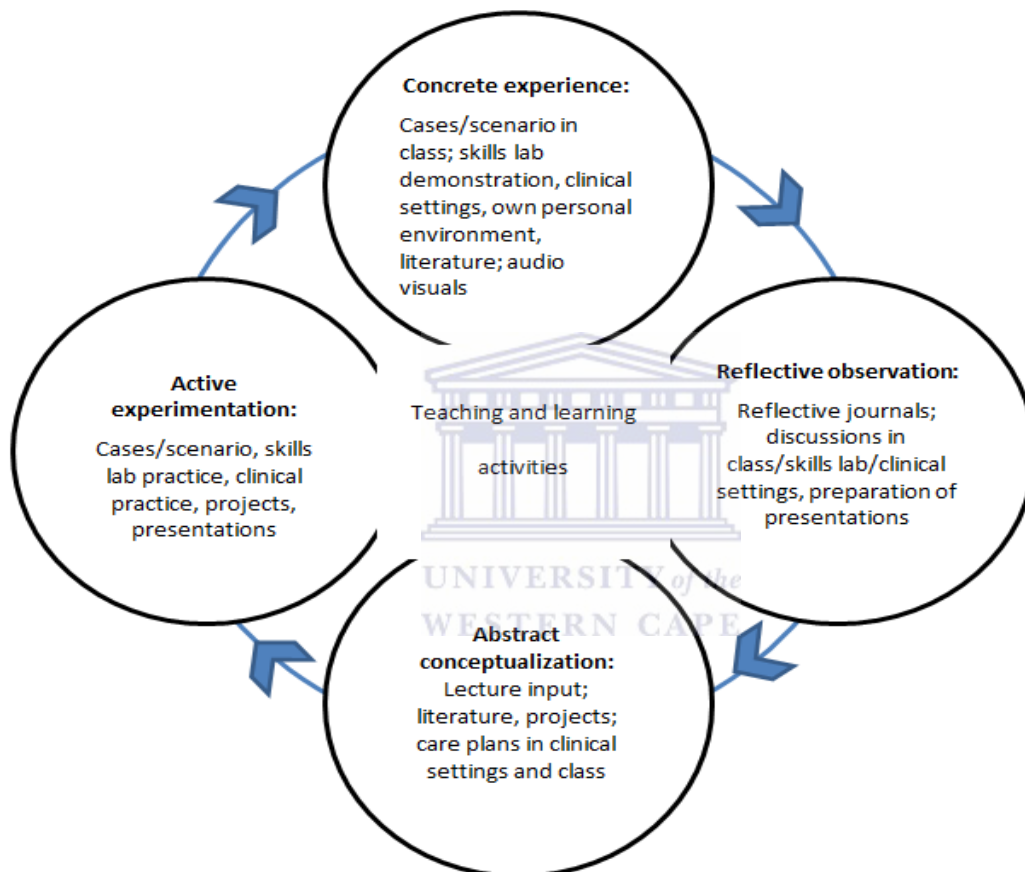 Concrete experience:
Cases/scenario in
class; skills lab
demonstration, clinical
settings, own personal
environment,
literature; audio
visuals
Reflective observation:
Reflective journals;
discussions in
class/skills lab/clinical
settings, preparation of
presentations
Abstract
conceptualization:
Lecture input;
literature, projects;
care plans in clinical
settings and class
Active
experimentation:
Cases/scenario, skills
lab practice, clinical
practice, projects,
presentations
Teaching and learning
activities
UNIVERSITY of the
WESTERN CAPE